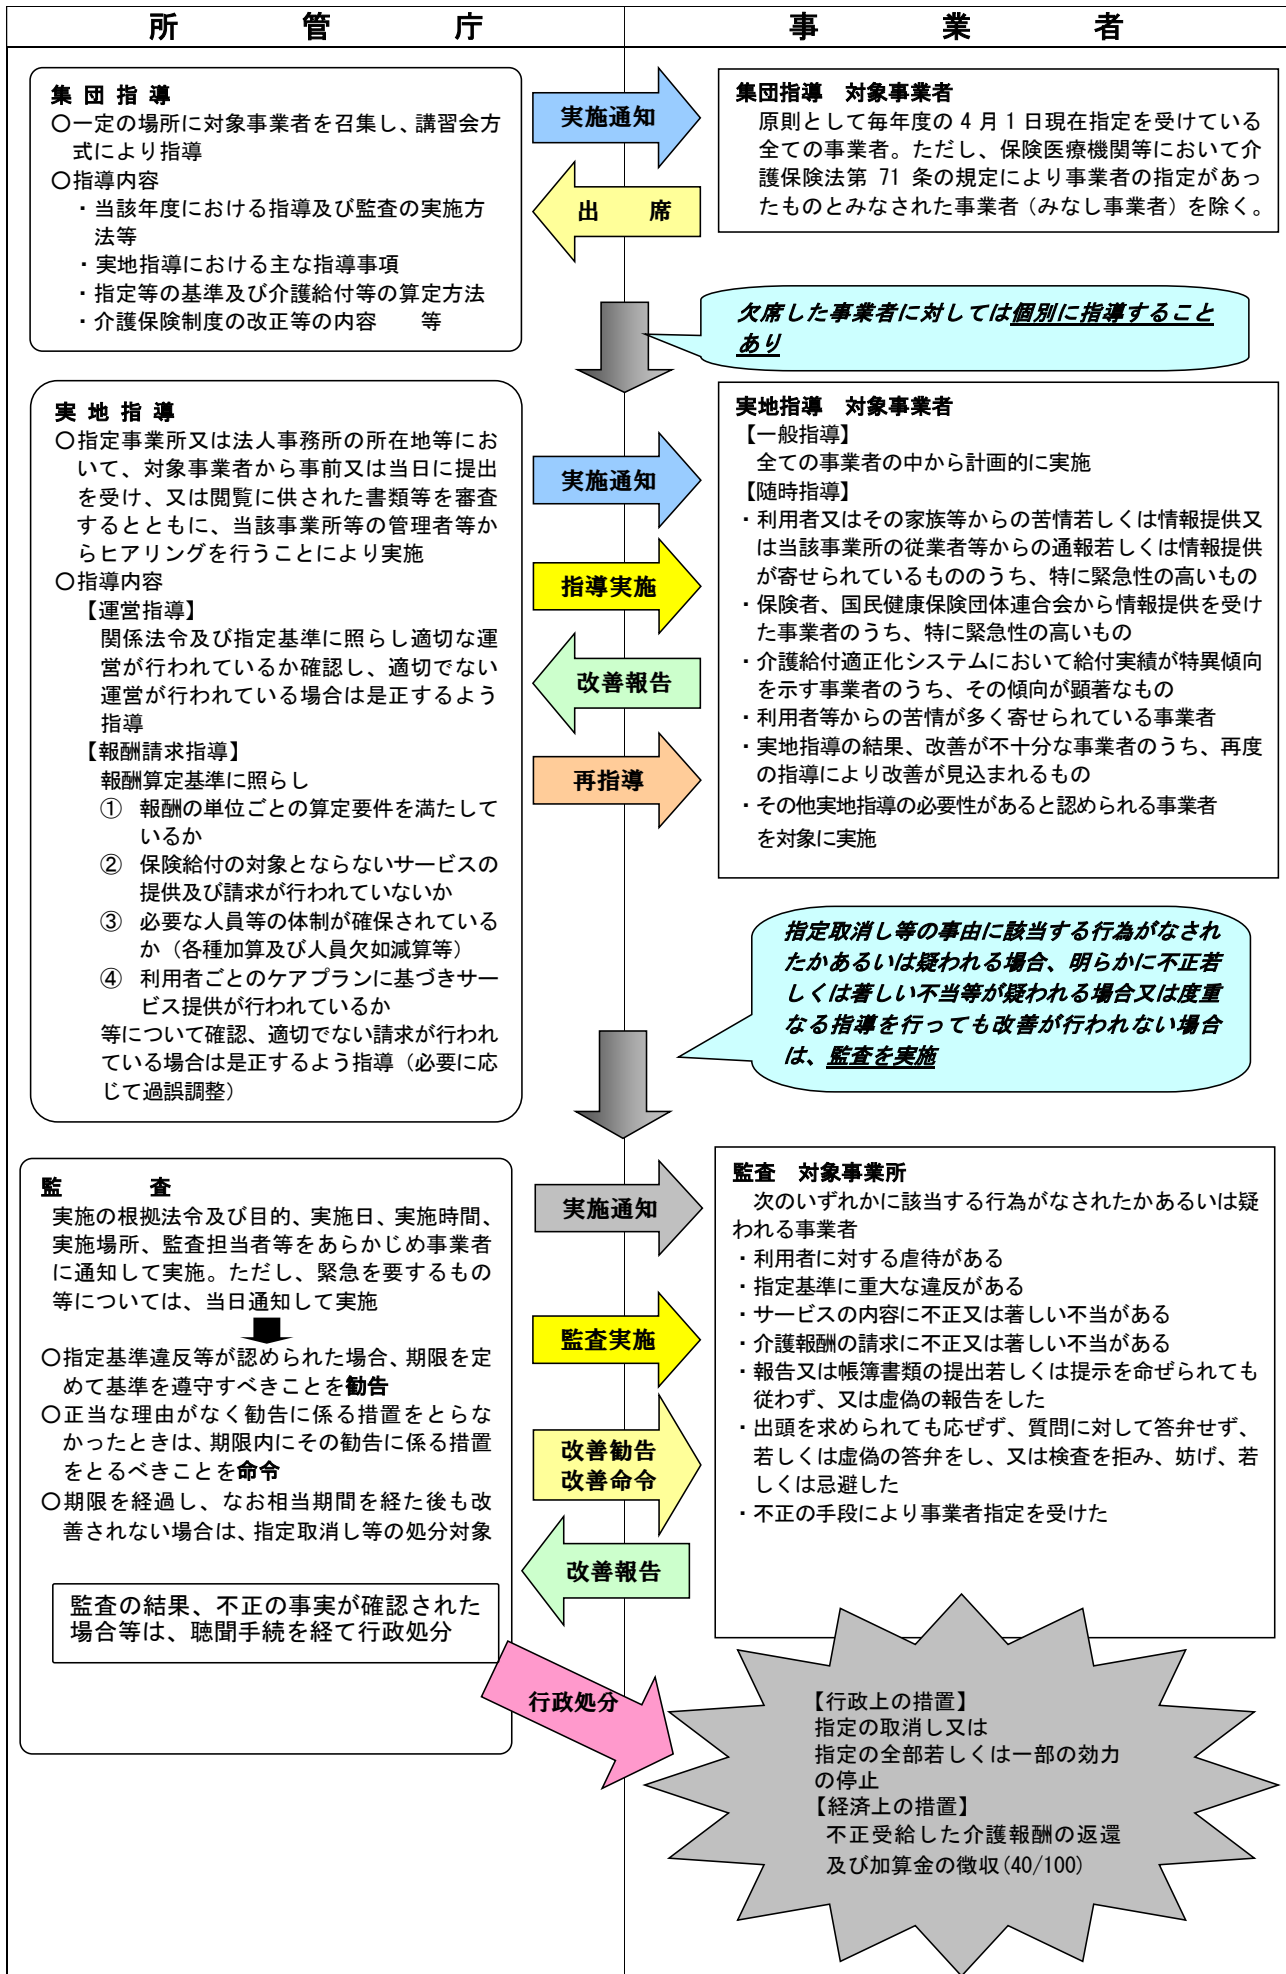 所管庁
事業者
集団指導
○一定の場所に対象事業者を召集し、講習会方
式により指導
○指導内容
・当該年度における指導及び監査の実施方
法等
・実地指導における主な指導事項
・指定等の基準及び介護給付等の算定方法
・介護保険制度の改正等の内容　等
実施通知
出　席
集団指導　対象事業者
原則として毎年度の4月1日現在指定を受けている
全ての事業者。ただし、保険医療機関等において介
護保険法第 71 条の規定により事業者の指定があっ
たものとみなされた事業者（みなし事業者）を除く。
欠席した事業者に対しては個別に指導すること
あり
実地指導
○指定事業所又は法人事務所の所在地等にお
いて、対象事業者から事前又は当日に提出
を受け、又は閲覧に供された書類等を審査
するとともに、当該事業所等の管理者等か
らヒアリングを行うことにより実施
○指導内容
【運営指導】
関係法令及び指定基準に照らし適切な運
営が行われているか確認し、適切でない
運営が行われている場合は是正するよう
指導
【報酬請求指導】
報酬算定基準に照らし
①　報酬の単位ごとの算定要件を満たして
いるか
②　保険給付の対象とならないサービスの
提供及び請求が行われていないか
③　必要な人員等の体制が確保されている
か（各種加算及び人員欠如減算等）
④　利用者ごとのケアプランに基づきサー
ビス提供が行われているか
等について確認、適切でない請求が行われ
ている場合は是正するよう指導（必要に応
じて過誤調整）
実施通知
指導実施
改善報告
再指導
実地指導　対象事業者
【一般指導】
全ての事業者の中から計画的に実施
【随時指導】
・利用者又はその家族等からの苦情若しくは情報提供又
は当該事業所の従業者等からの通報若しくは情報提供
が寄せられているもののうち、特に緊急性の高いもの
・保険者、国民健康保険団体連合会から情報提供を受け
た事業者のうち、特に緊急性の高いもの
・介護給付適正化システムにおいて給付実績が特異傾向
を示す事業者のうち、その傾向が顕著なもの
・利用者等からの苦情が多く寄せられている事業者
・実地指導の結果、改善が不十分な事業者のうち、再度
の指導により改善が見込まれるもの
・その他実地指導の必要性があると認められる事業者
を対象に実施
指定取消し等の事由に該当する行為がなされ
たかあるいは疑われる場合、明らかに不正若
しくは著しい不当等が疑われる場合又は度重
なる指導を行っても改善が行われない場合
は、監査を実施
監　査
実施の根拠法令及び目的、実施日、実施時間、
実施場所、監査担当者等をあらかじめ事業者
に通知して実施。ただし、緊急を要するもの
等については、当日通知して実施
○指定基準違反等が認められた場合、期限を定
めて基準を遵守すべきことを勧告
○正当な理由がなく勧告に係る措置をとらな
かったときは、期限内にその勧告に係る措置
をとるべきことを命令
○期限を経過し、なお相当期間を経た後も改
善されない場合は、指定取消し等の処分対象
監査の結果、不正の事実が確認された
場合等は、聴聞手続を経て行政処分
実施通知
監査実施
改善勧告
改善命令
改善報告
行政処分
監査　対象事業所
次のいずれかに該当する行為がなされたかあるいは疑
われる事業者
・利用者に対する虐待がある
・指定基準に重大な違反がある
・サービスの内容に不正又は著しい不当がある
・介護報酬の請求に不正又は著しい不当がある
・報告又は帳簿書類の提出若しくは提示を命ぜられても
従わず、又は虚偽の報告をした
・出頭を求められても応ぜず、質問に対して答弁せず、
若しくは虚偽の答弁をし、又は検査を拒み、妨げ、若
しくは忌避した
・不正の手段により事業者指定を受けた
【行政上の措置】
指定の取消し又は
指定の全部若しくは一部の効力
の停止
【経済上の措置】
不正受給した介護報酬の返還
及び加算金の徴収(40/100)